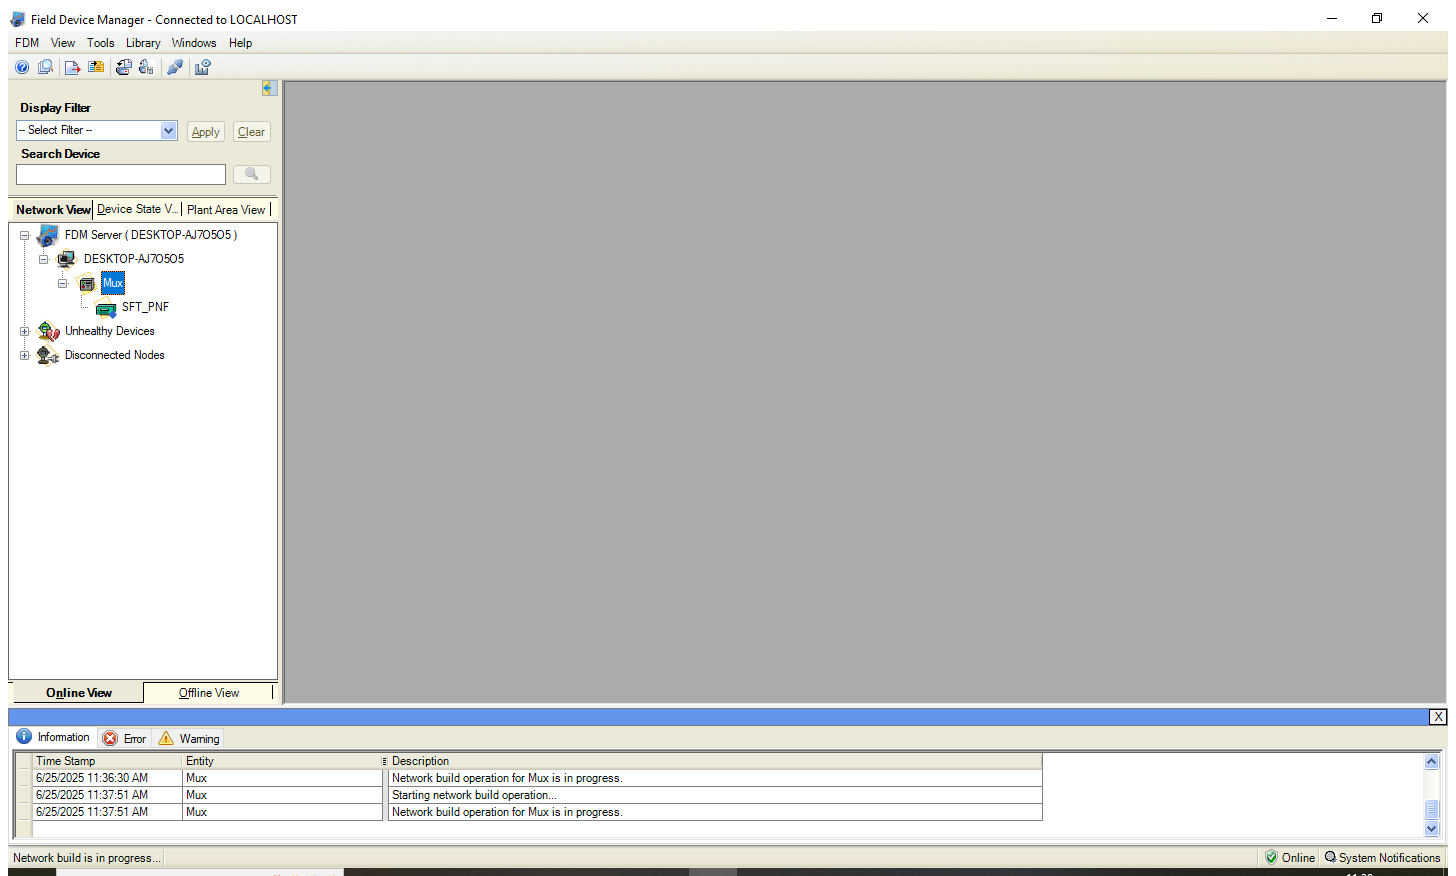 Field Device Manager - Connected to LOCALHOST
FDM View Tools Library Windows Help
Display Filter
-- Select Filter --
Apply Clear
Search Device
Network View Device State V... Plant Area View
FDM Server ( DESKTOP-AJ7O5O5 )
DESKTOP-AJ7O5O5
Mux
SFT_PNF
Unhealthy Devices
Disconnected Nodes
Online View Offline View
X
Information Error Warning
Time Stamp Entity Description
6/25/2025 11:36:30 AM Mux Network build operation for Mux is in progress.
6/25/2025 11:37:51 AM Mux Starting network build operation...
6/25/2025 11:37:51 AM Mux Network build operation for Mux is in progress.
Network build is in progress... Online System Notifications